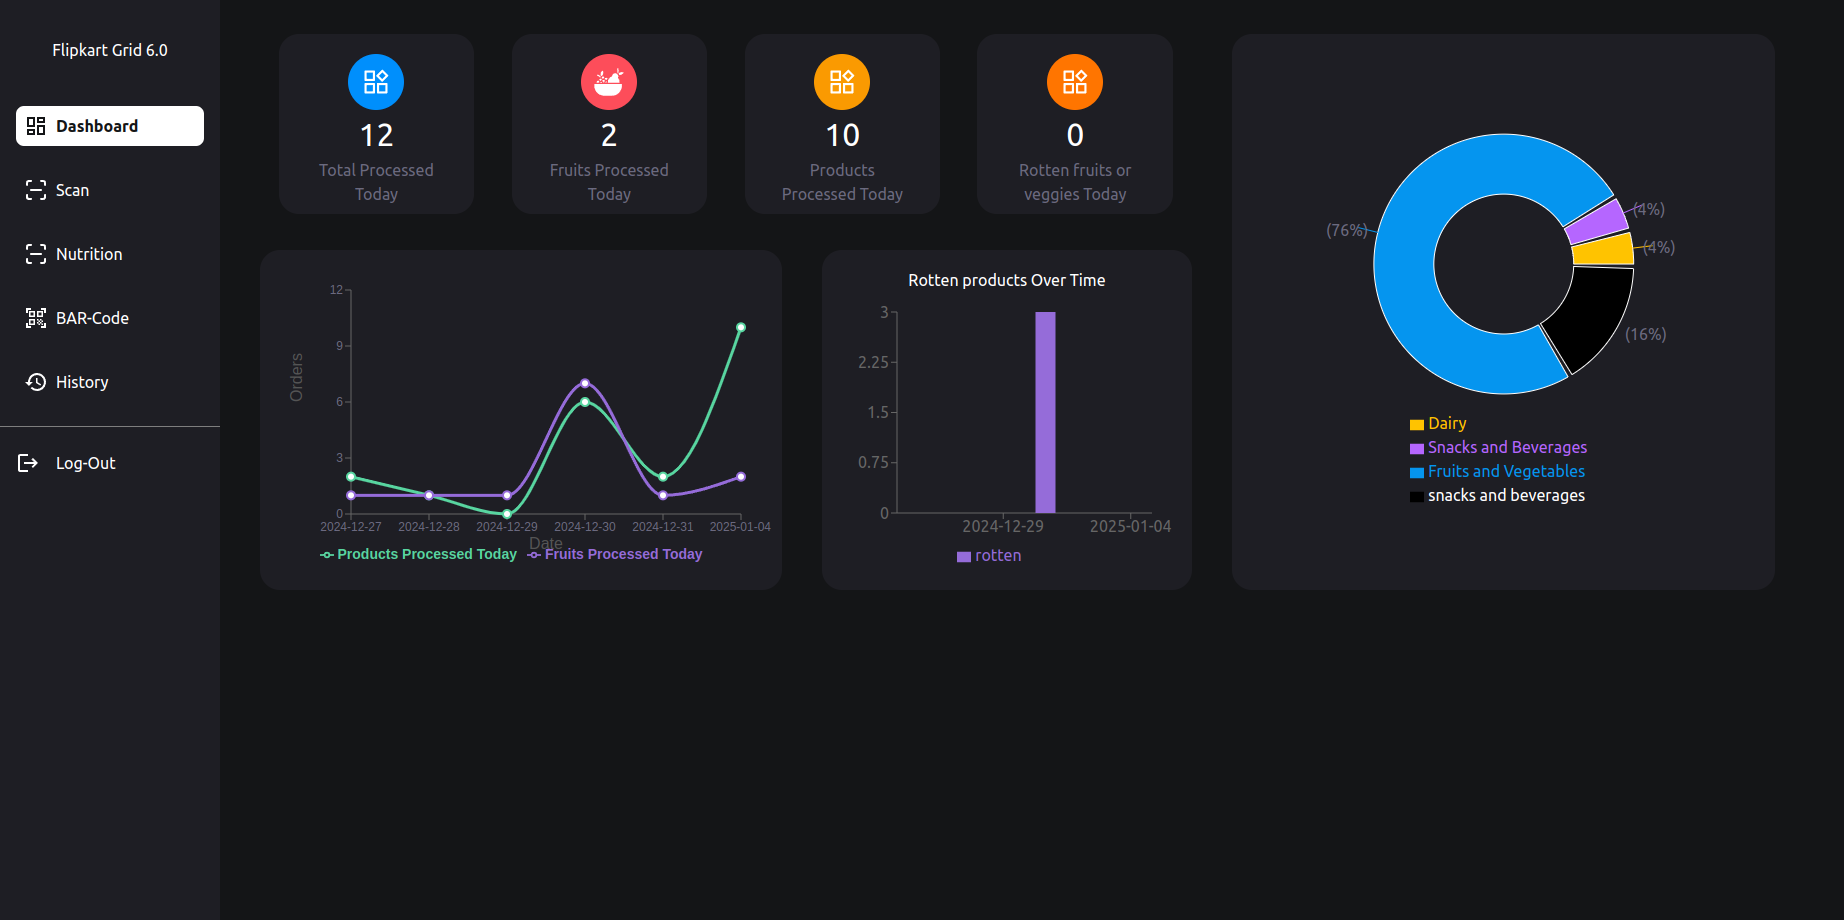 Flipkart Grid 6.0
Dashboard
Scan
Nutrition
BAR-Code
History
Log-Out
12
Total Processed
Today
2
Fruits Processed
Today
10
Products
Processed Today
0
Rotten fruits or
veggies Today
12
9
6
3
0
Orders
2024-12-27 2024-12-28 2024-12-29 2024-12-30 2024-12-31 2025-01-04
Date
Products Processed Today Fruits Processed Today
Rotten products Over Time
3
2.25
1.5
0.75
0
2024-12-29 2025-01-04
rotten
(76%)
(4%)
(4%)
(16%)
Dairy
Snacks and Beverages
Fruits and Vegetables
snacks and beverages